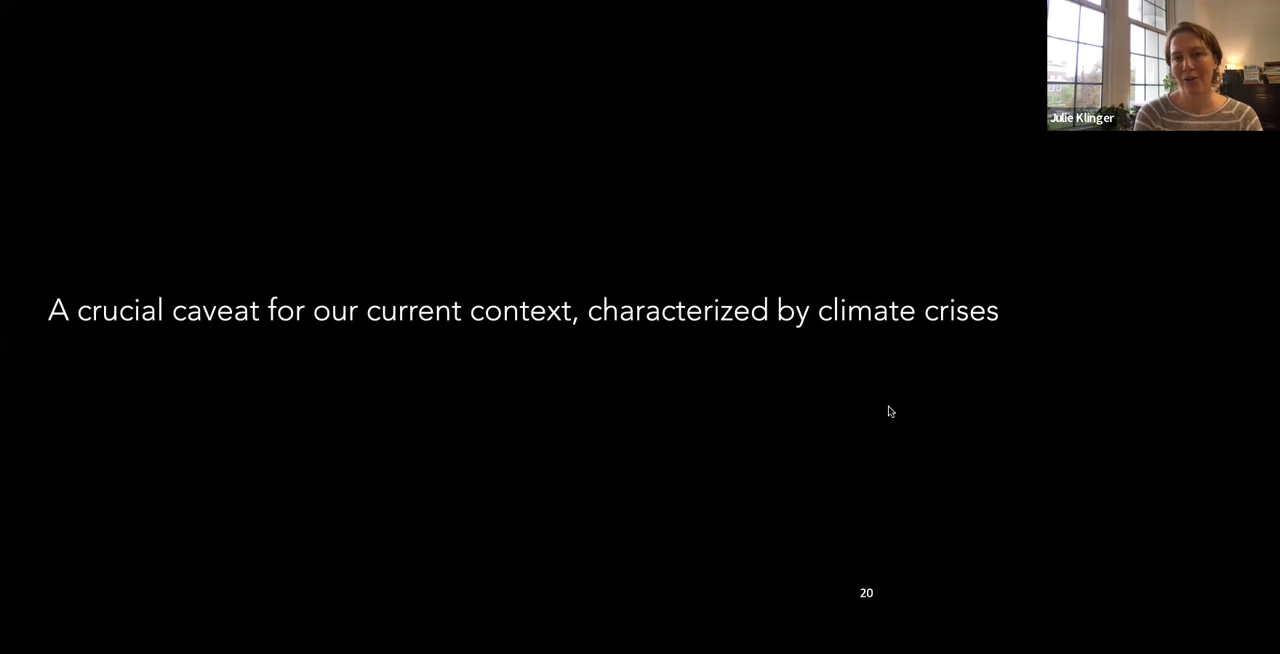 Julie Klinger
A crucial caveat for our current context, characterized by climate crises
20